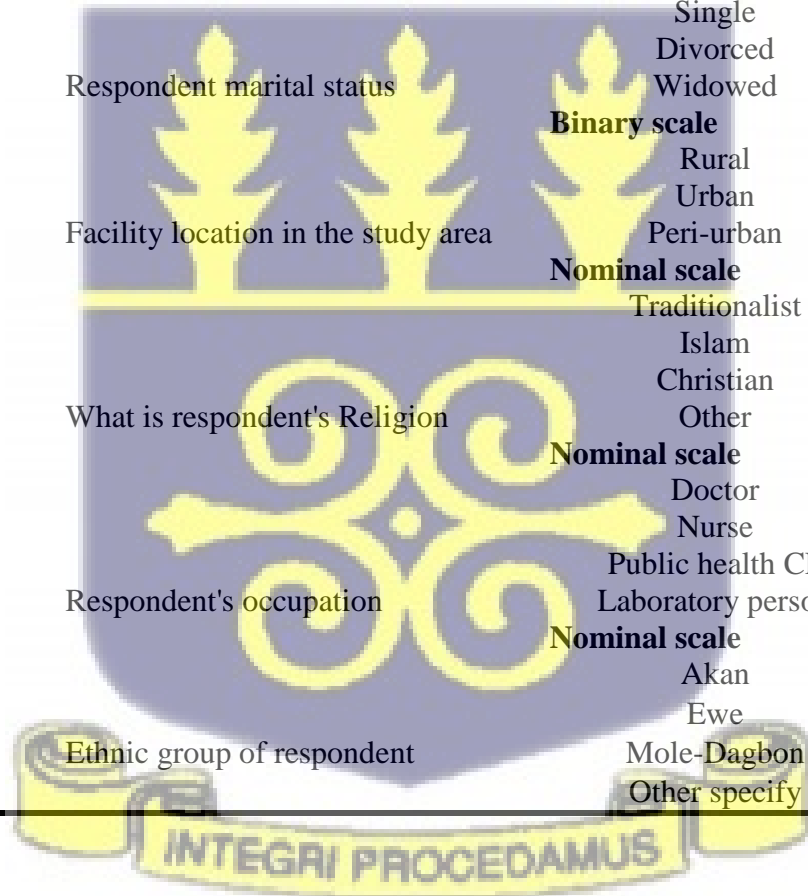 Single
Divorced
Respondent marital status Widowed
Binary scale
Rural
Urban
Facility location in the study area Peri-urban
Nominal scale
Traditionalist
Islam
Christian
What is respondent's Religion Other
Nominal scale
Doctor
Nurse
Public health
Respondent's occupation Laboratory
Nominal scale
Akan
Ewe
Ethnic group of respondent Mole-Dagbon
Other specify
INTEGRI PROCEDAMUS